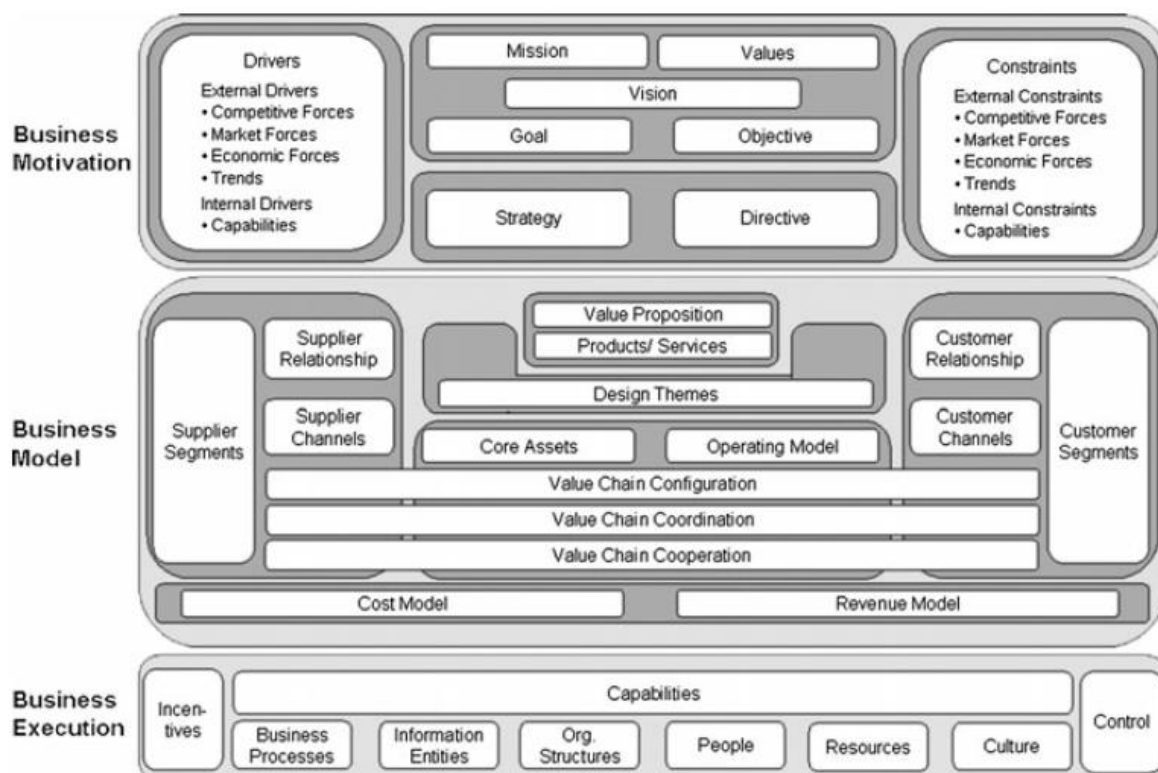 Business
Motivation
Drivers
External Drivers
• Competitive Forces
• Market Forces
• Economic Forces
• Trends
Internal Drivers
• Capabilities
Mission
Values
Vision
Goal
Objective
Strategy
Directive
Constraints
External Constraints
• Competitive Forces
• Market Forces
• Economic Forces
• Trends
Internal Constraints
• Capabilities
Business
Model
Supplier
Segments
Supplier
Relationship
Supplier
Channels
Value Proposition
Products/ Services
Design Themes
Core Assets
Operating Model
Customer
Relationship
Customer
Channels
Customer
Segments
Value Chain Configuration
Value Chain Coordination
Value Chain Cooperation
Cost Model
Revenue Model
Business
Execution
Incen-
tives
Capabilities
Business
Processes
Information
Entities
Org.
Structures
People
Resources
Culture
Control